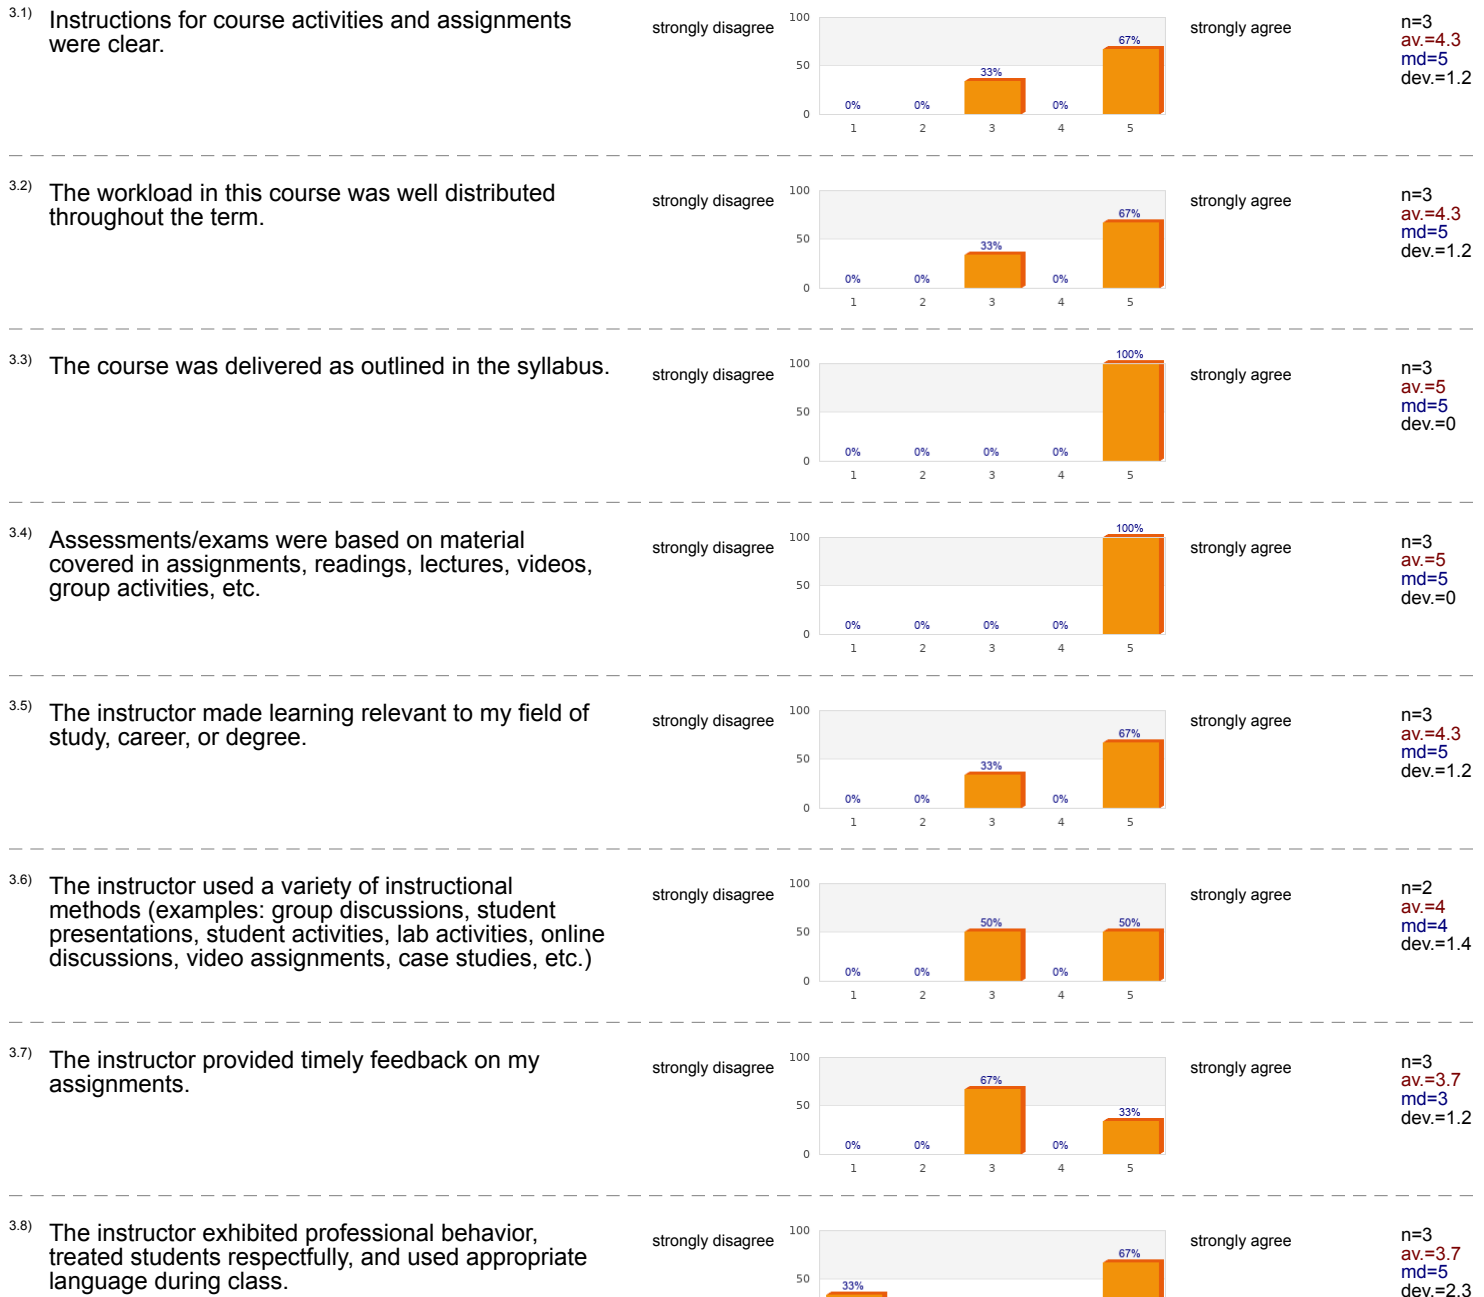 3.1) Instructions for course activities and assignments
were clear.
strongly disagree
100
50
0
0%
0%
33%
0%
67%
1 2 3 4 5
strongly agree
n=3
av.=4.3
md=5
dev.=1.2
3.2) The workload in this course was well distributed
throughout the term.
strongly disagree
100
50
0
0%
0%
33%
0%
67%
1 2 3 4 5
strongly agree
n=3
av.=4.3
md=5
dev.=1.2
3.3) The course was delivered as outlined in the syllabus.
strongly disagree
100
50
0
0%
0%
0%
0%
100%
1 2 3 4 5
strongly agree
n=3
av.=5
md=5
dev.=0
3.4) Assessments/exams were based on material
covered in assignments, readings, lectures, videos,
group activities, etc.
strongly disagree
100
50
0
0%
0%
0%
0%
100%
1 2 3 4 5
strongly agree
n=3
av.=5
md=5
dev.=0
3.5) The instructor made learning relevant to my field of
study, career, or degree.
strongly disagree
100
50
0
0%
0%
33%
0%
67%
1 2 3 4 5
strongly agree
n=3
av.=4.3
md=5
dev.=1.2
3.6) The instructor used a variety of instructional
methods (examples: group discussions, student
presentations, student activities, lab activities, online
discussions, video assignments, case studies, etc.)
strongly disagree
100
50
0
0%
0%
50%
0%
50%
1 2 3 4 5
strongly agree
n=2
av.=4
md=4
dev.=1.4
3.7) The instructor provided timely feedback on my
assignments.
strongly disagree
100
50
0
0%
0%
67%
0%
33%
1 2 3 4 5
strongly agree
n=3
av.=3.7
md=3
dev.=1.2
3.8) The instructor exhibited professional behavior,
treated students respectfully, and used appropriate
language during class.
strongly disagree
100
50
33%
67%
strongly agree
n=3
av.=3.7
md=5
dev.=2.3